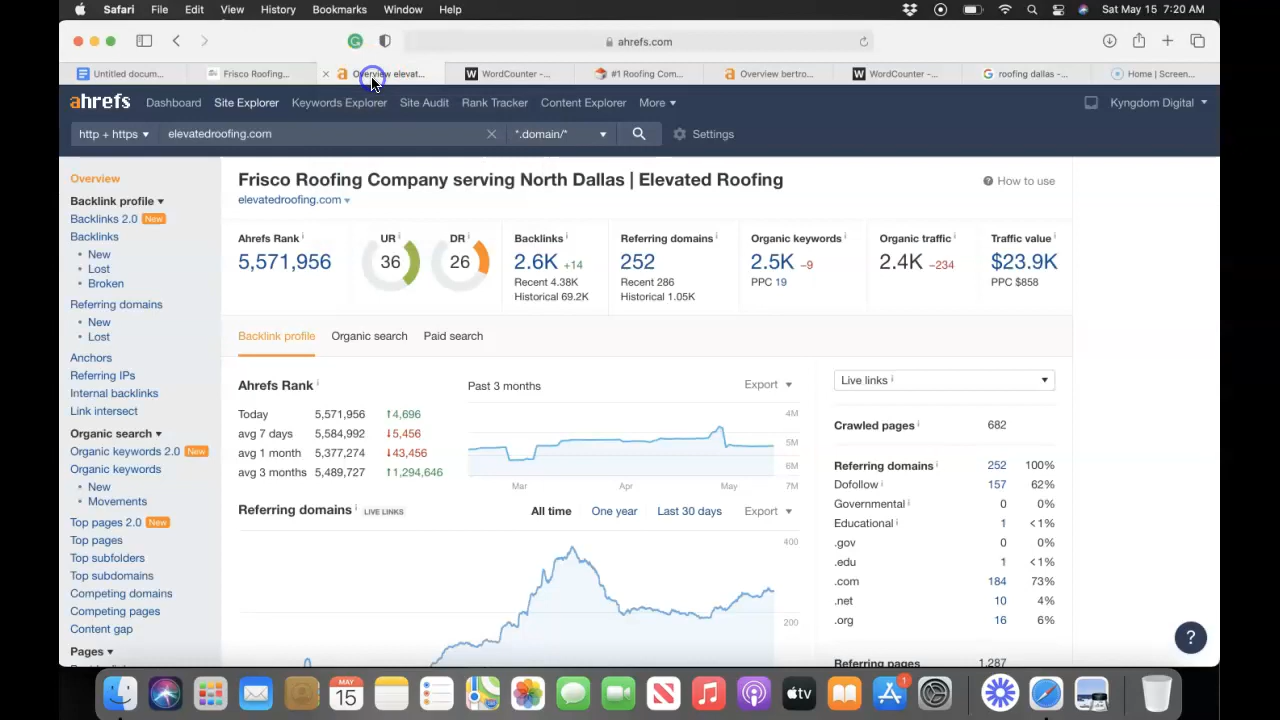 Safari File Edit View History Bookmarks Window Help Sat May 15 7:20 AM
ahrefs.com
Untitled docum... Frisco Roofing... Overview elevat... WordCounter -... #1 Roofing Com... Overview bertro... WordCounter -... roofing dallas -... Home | Screen...
ahrefs Dashboard Site Explorer Keywords Explorer Site Audit Rank Tracker Content Explorer More Kyngdom Digital
http + https elevatedroofing.com *.domain/* Settings
Overview
Backlink profile
Backlinks 2.0 New
Backlinks
New
Lost
Broken
Referring domains
New
Lost
Anchors
Referring IPs
Internal backlinks
Link intersect
Organic search
Organic keywords 2.0 New
Organic keywords
New
Movements
Top pages 2.0 New
Top pages
Top subfolders
Top subdomains
Competing domains
Competing pages
Content gap
Pages
Frisco Roofing Company serving North Dallas | Elevated Roofing
How to use
elevatedroofing.com
Ahrefs Rank UR DR Backlinks Referring domains Organic keywords Organic traffic Traffic value
5,571,956 36 26 2.6K +14 252 2.5K -9 2.4K -234 $23.9K
Recent 4.38K Recent 286 PPC 19 PPC $858
Historical 69.2K Historical 1.05K
Backlink profile Organic search Paid search
Ahrefs Rank Past 3 months Export
Today 5,571,956 ↑4,696
avg 7 days 5,584,992 ↓5,456
avg 1 month 5,377,274 ↓43,456
avg 3 months 5,489,727 ↑1,294,646
4M
5M
6M
7M
Mar Apr May
Referring domains LIVE LINKS All time One year Last 30 days Export
400
200
Live links
Crawled pages 682
Referring domains 252 100%
Dofollow 157 62%
Governmental 0 0%
Educational 1 <1%
.gov 0 0%
.edu 1 <1%
.com 184 73%
.net 10 4%
.org 16 6%
Referring pages 1,287
?
MAY
15
tv
1